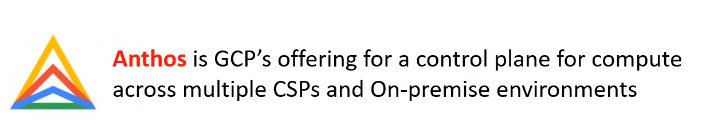 Anthos is GCP's offering for a control plane for compute
across multiple CSPs and On-premise environments